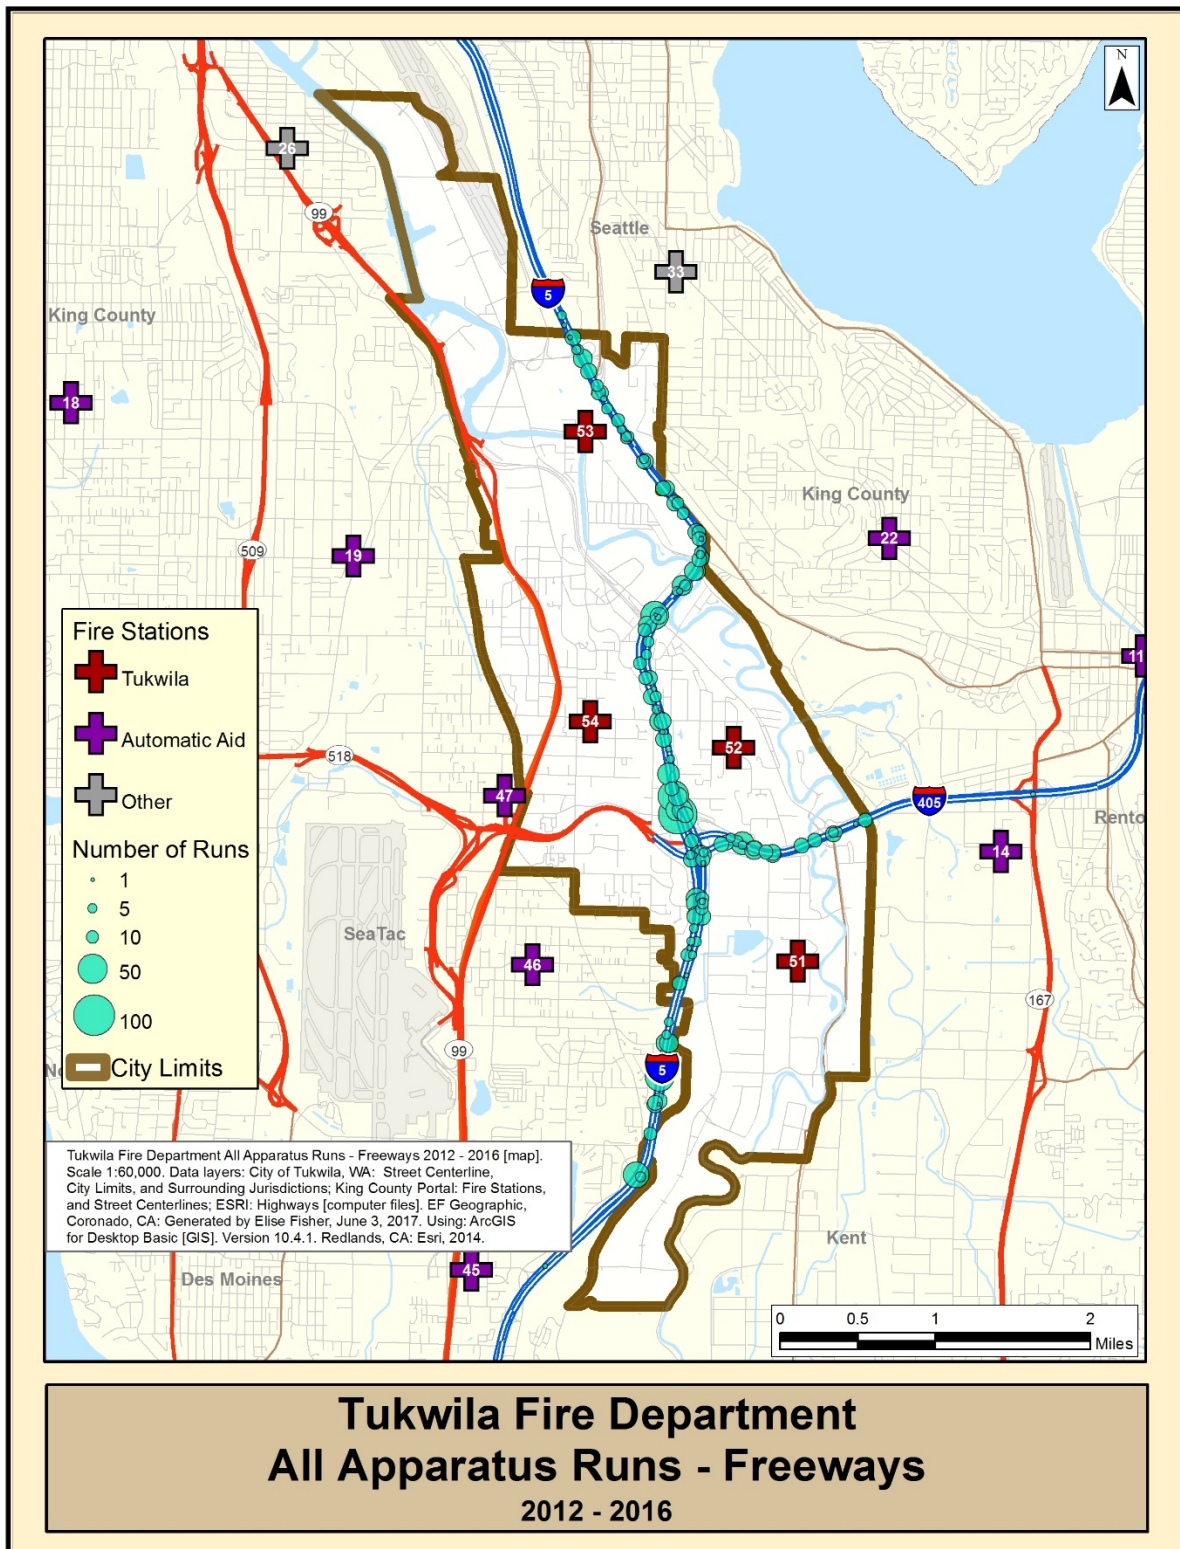 N
26
99
Seattle
33
5
King County
18
53
King County
22
19
509
11
Fire Stations
Tukwila
Automatic Aid
Other
Number of Runs
1
5
10
50
100
City Limits
54
52
518
47
405
Rento
14
SeaTac
46
51
167
99
5
Tukwila Fire Department All Apparatus Runs - Freeways 2012 - 2016 [map].
Scale 1:60,000. Data layers: City of Tukwila, WA: Street Centerline,
City Limits, and Surrounding Jurisdictions; King County Portal: Fire Stations,
and Street Centerlines; ESRI: Highways [computer files]. EF Geographic,
Coronado, CA: Generated by Elise Fisher, June 3, 2017. Using: ArcGIS
for Desktop Basic [GIS]. Version 10.4.1. Redlands, CA: Esri, 2014.
Kent
45
Des Moines
0 0.5 1 2
Miles
Tukwila Fire Department
All Apparatus Runs - Freeways
2012 - 2016